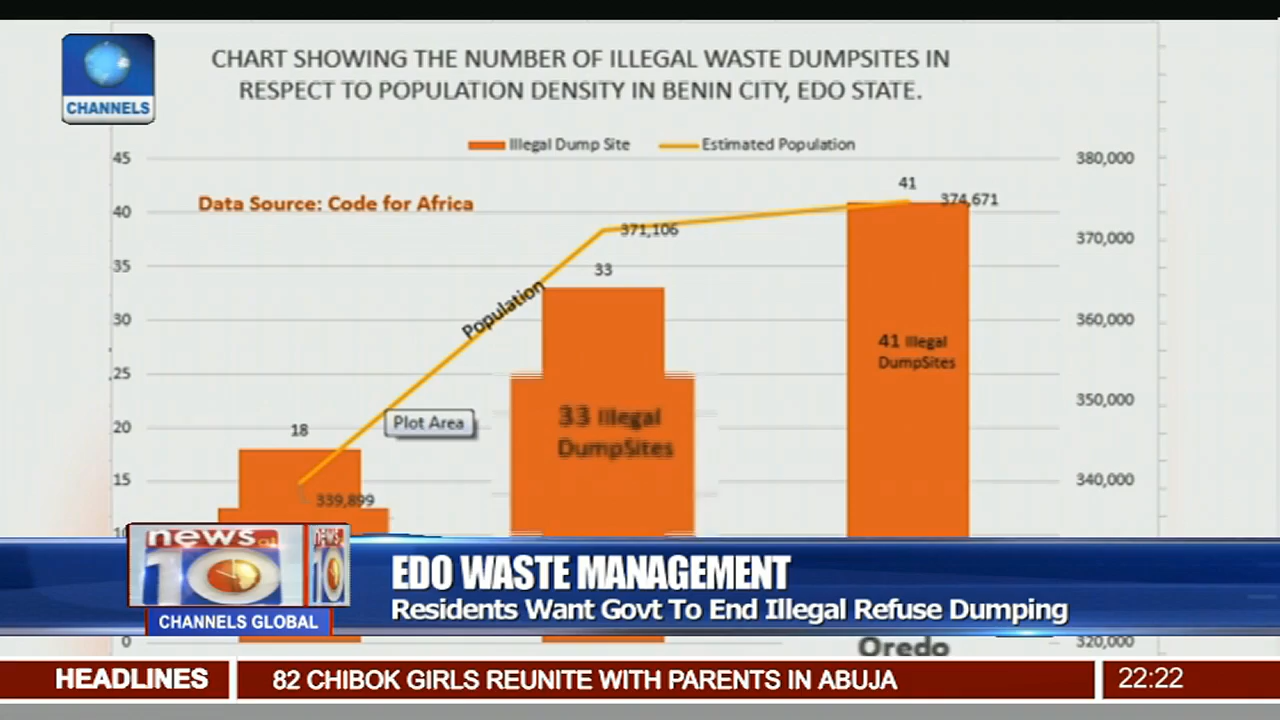 CHANNELS
CHART SHOWING THE NUMBER OF ILLEGAL WASTE DUMPSITES IN
RESPECT TO POPULATION DENSITY IN BENIN CITY, EDO STATE.
Illegal Dump Site
Estimated Population
Data Source: Code for Africa
45
40
35
30
25
20
15
10
0
380,000
370,000
360,000
350,000
340,000
320,000
18
339,899
Population
Plot Area
371,106
33
33 Illegal
DumpSites
41
374,671
41 Illegal
DumpSites
Oredo
news at
10
news
10
CHANNELS GLOBAL
EDO WASTE MANAGEMENT
Residents Want Govt To End Illegal Refuse Dumping
HEADLINES
82 CHIBOK GIRLS REUNITE WITH PARENTS IN ABUJA
22:22